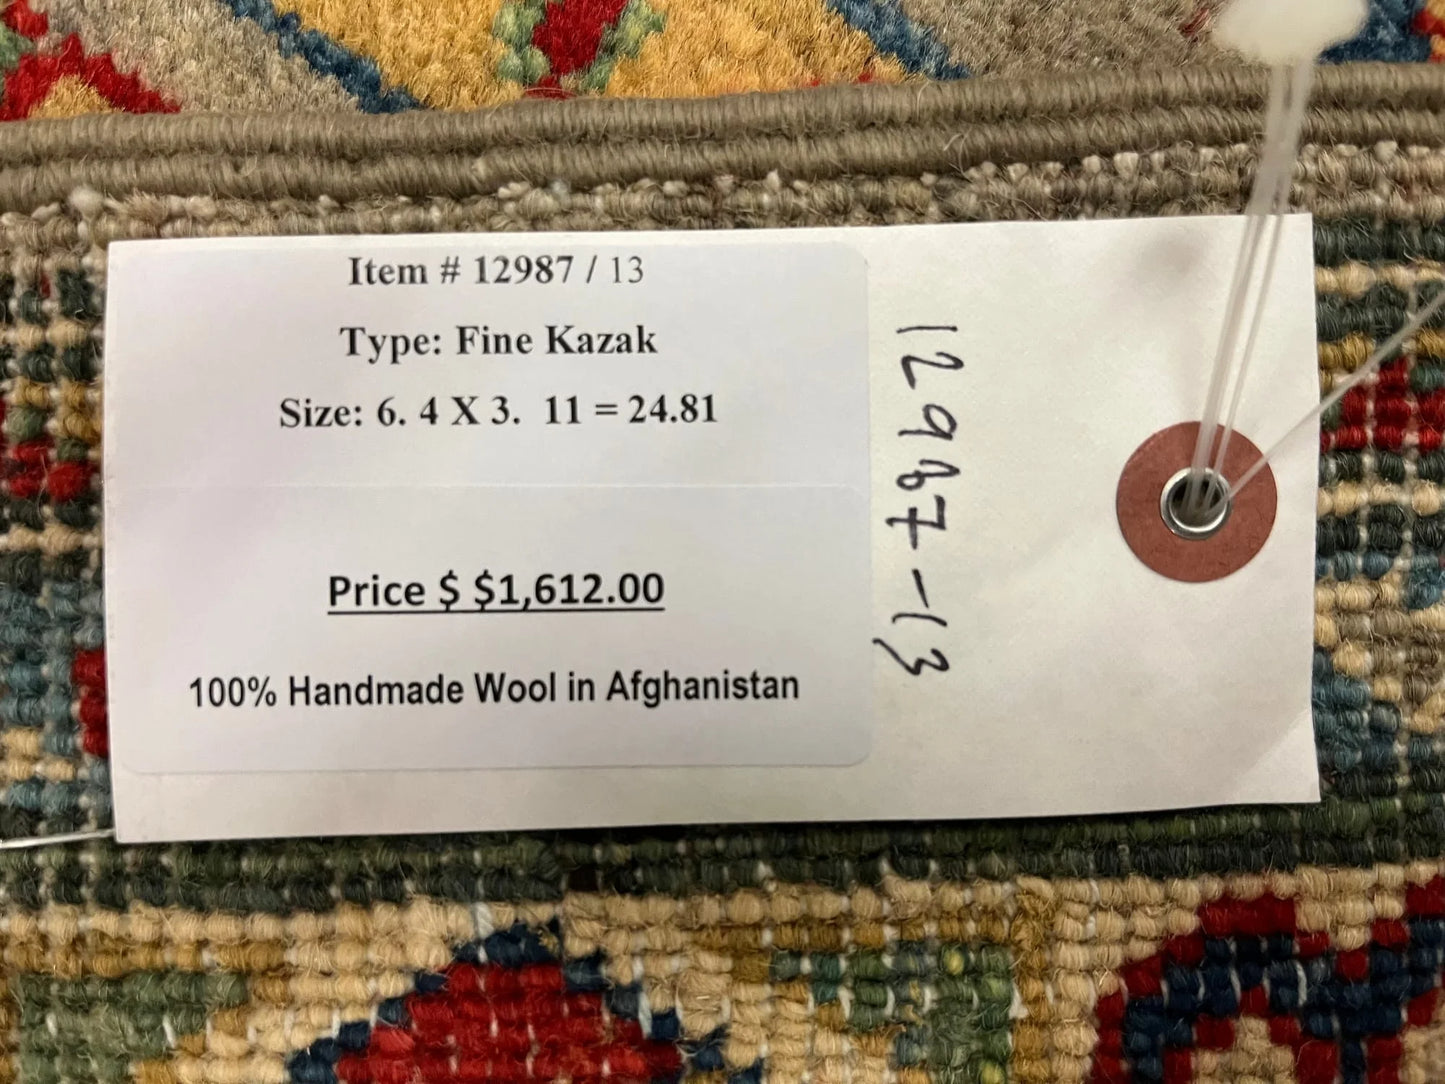 Item # 12987 / 13
Type: Fine Kazak
Size: 6. 4 X 3.  11 = 24.81
Price $ $1,612.00
100% Handmade Wool in Afghanistan
12987-13